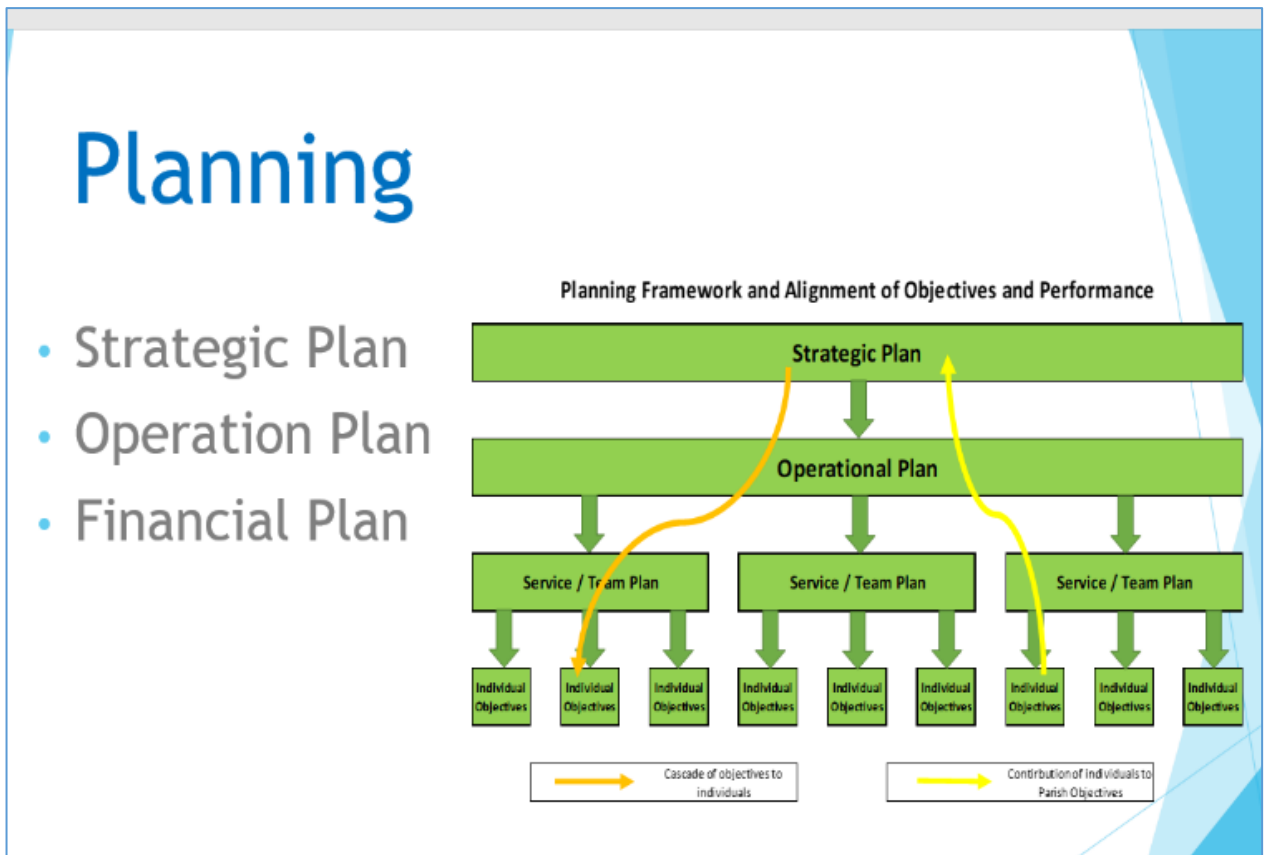 Planning
• Strategic Plan
• Operation Plan
• Financial Plan
Planning Framework and Alignment of Objectives and Performance
Strategic Plan
Operational Plan
Service / Team Plan
Service / Team Plan
Service / Team Plan
Individual
Objectives
Individual
Objectives
Individual
Objectives
Individual
Objectives
Individual
Objectives
Individual
Objectives
Individual
Objectives
Individual
Objectives
Individual
Objectives
Cascade of objectives to
individuals
Contirbution of individuals to
Parish Objectives